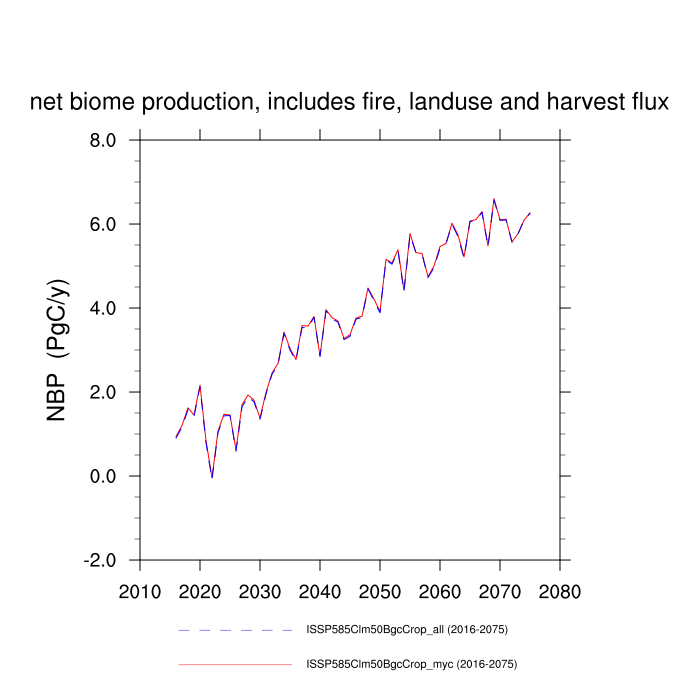 net biome production, includes fire, landuse and harvest flux
8.0
6.0
4.0
2.0
0.0
-2.0
NBP (PgC/y)
2010 2020 2030 2040 2050 2060 2070 2080
ISSP585Clm50BgcCrop_all (2016-2075)
ISSP585Clm50BgcCrop_myc (2016-2075)